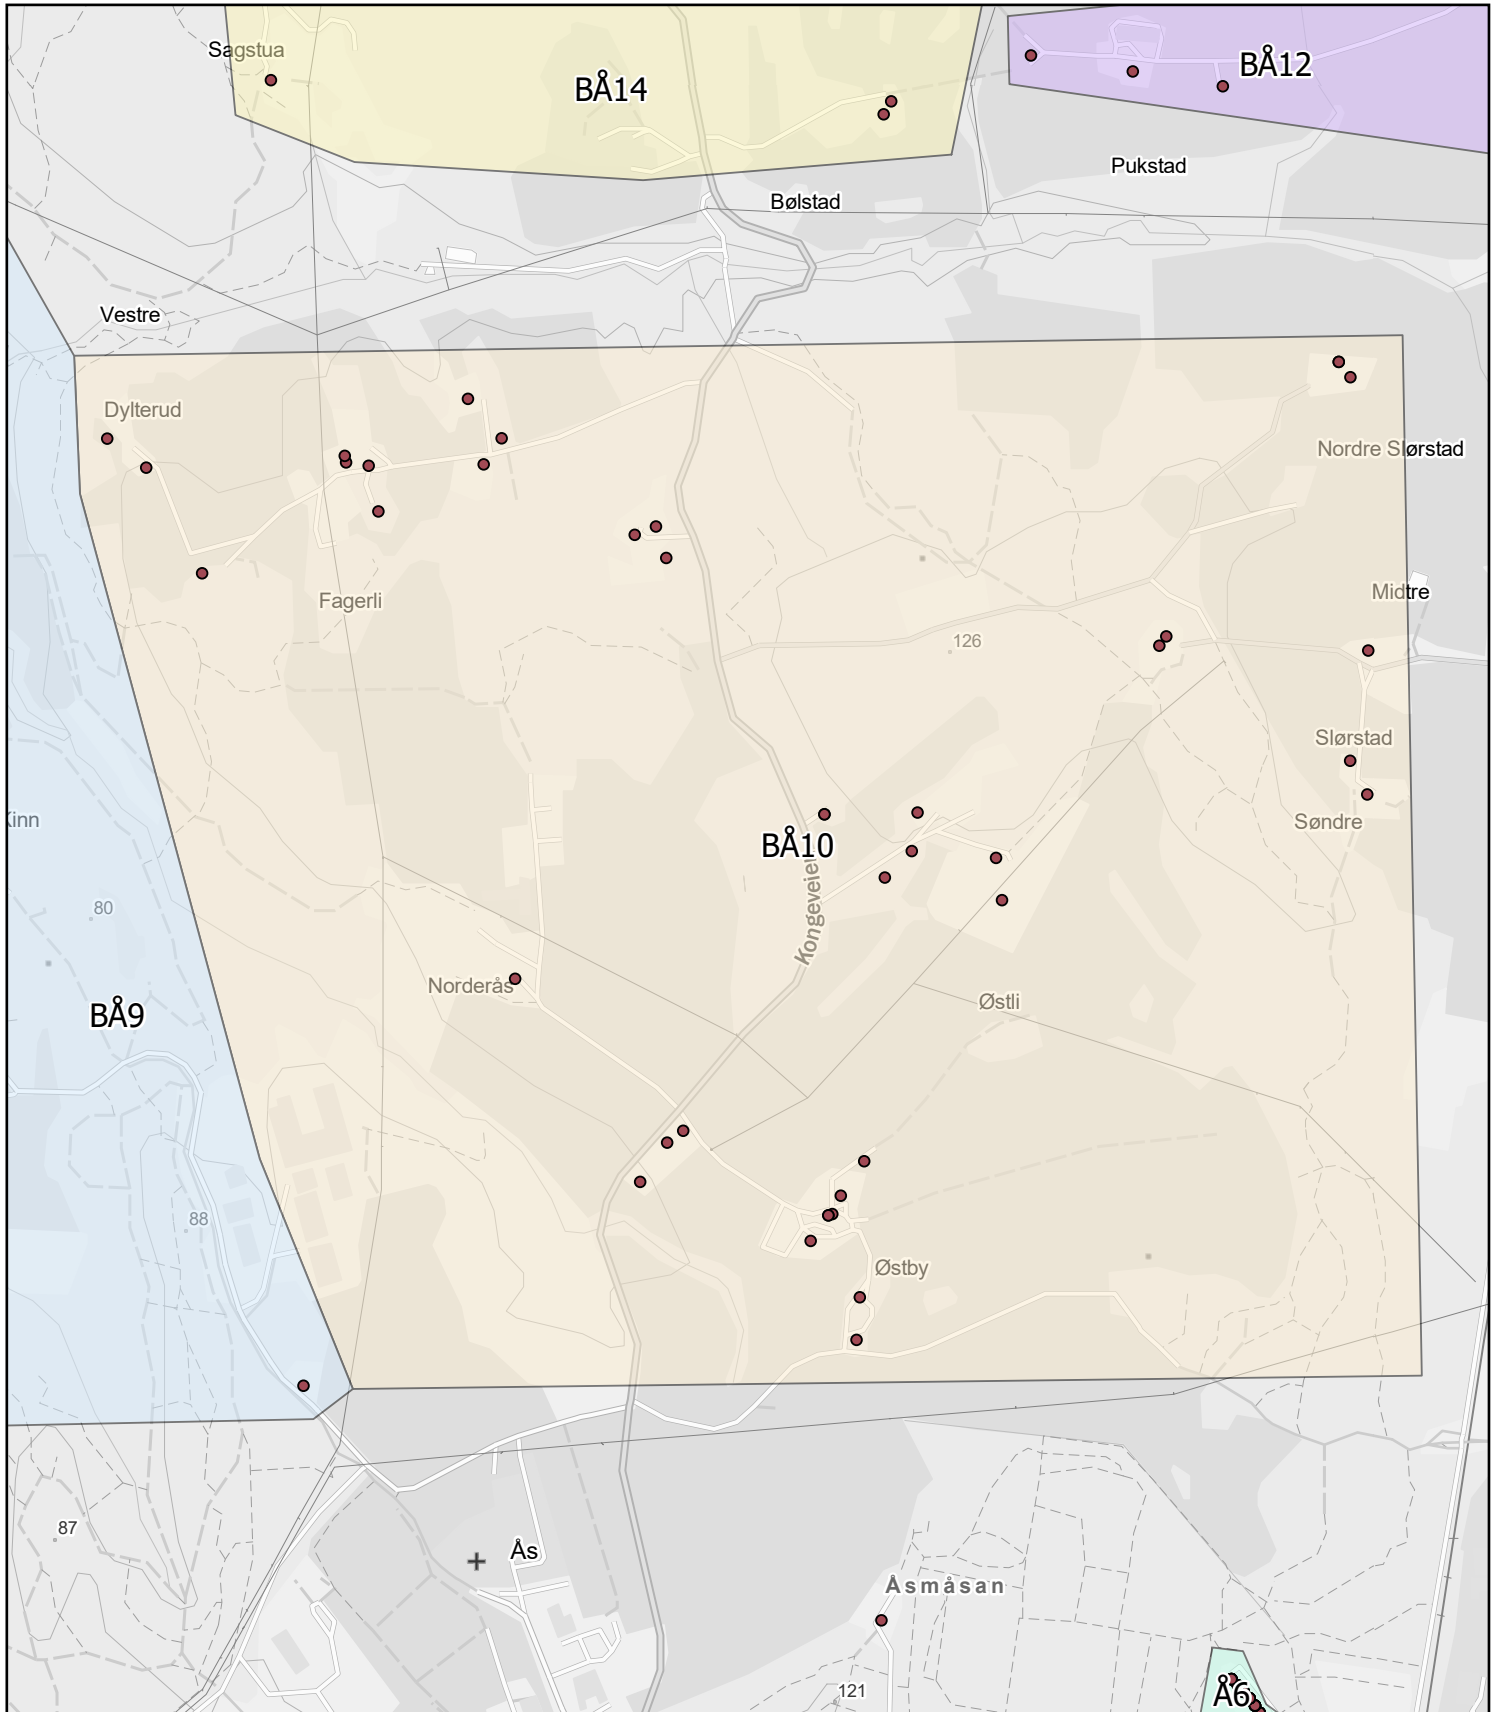 Sagstua
BÅ14
BÅ12
Pukstad
Bølstad
Vestre
Dylterud
Nordre Slørstad
Midtre
Fagerli
126
Slørstad
Søndre
BÅ10
Kongeveien
80
Norderås
Østli
BÅ9
88
Østby
87
Ås
Åsmåsan
121
Å6